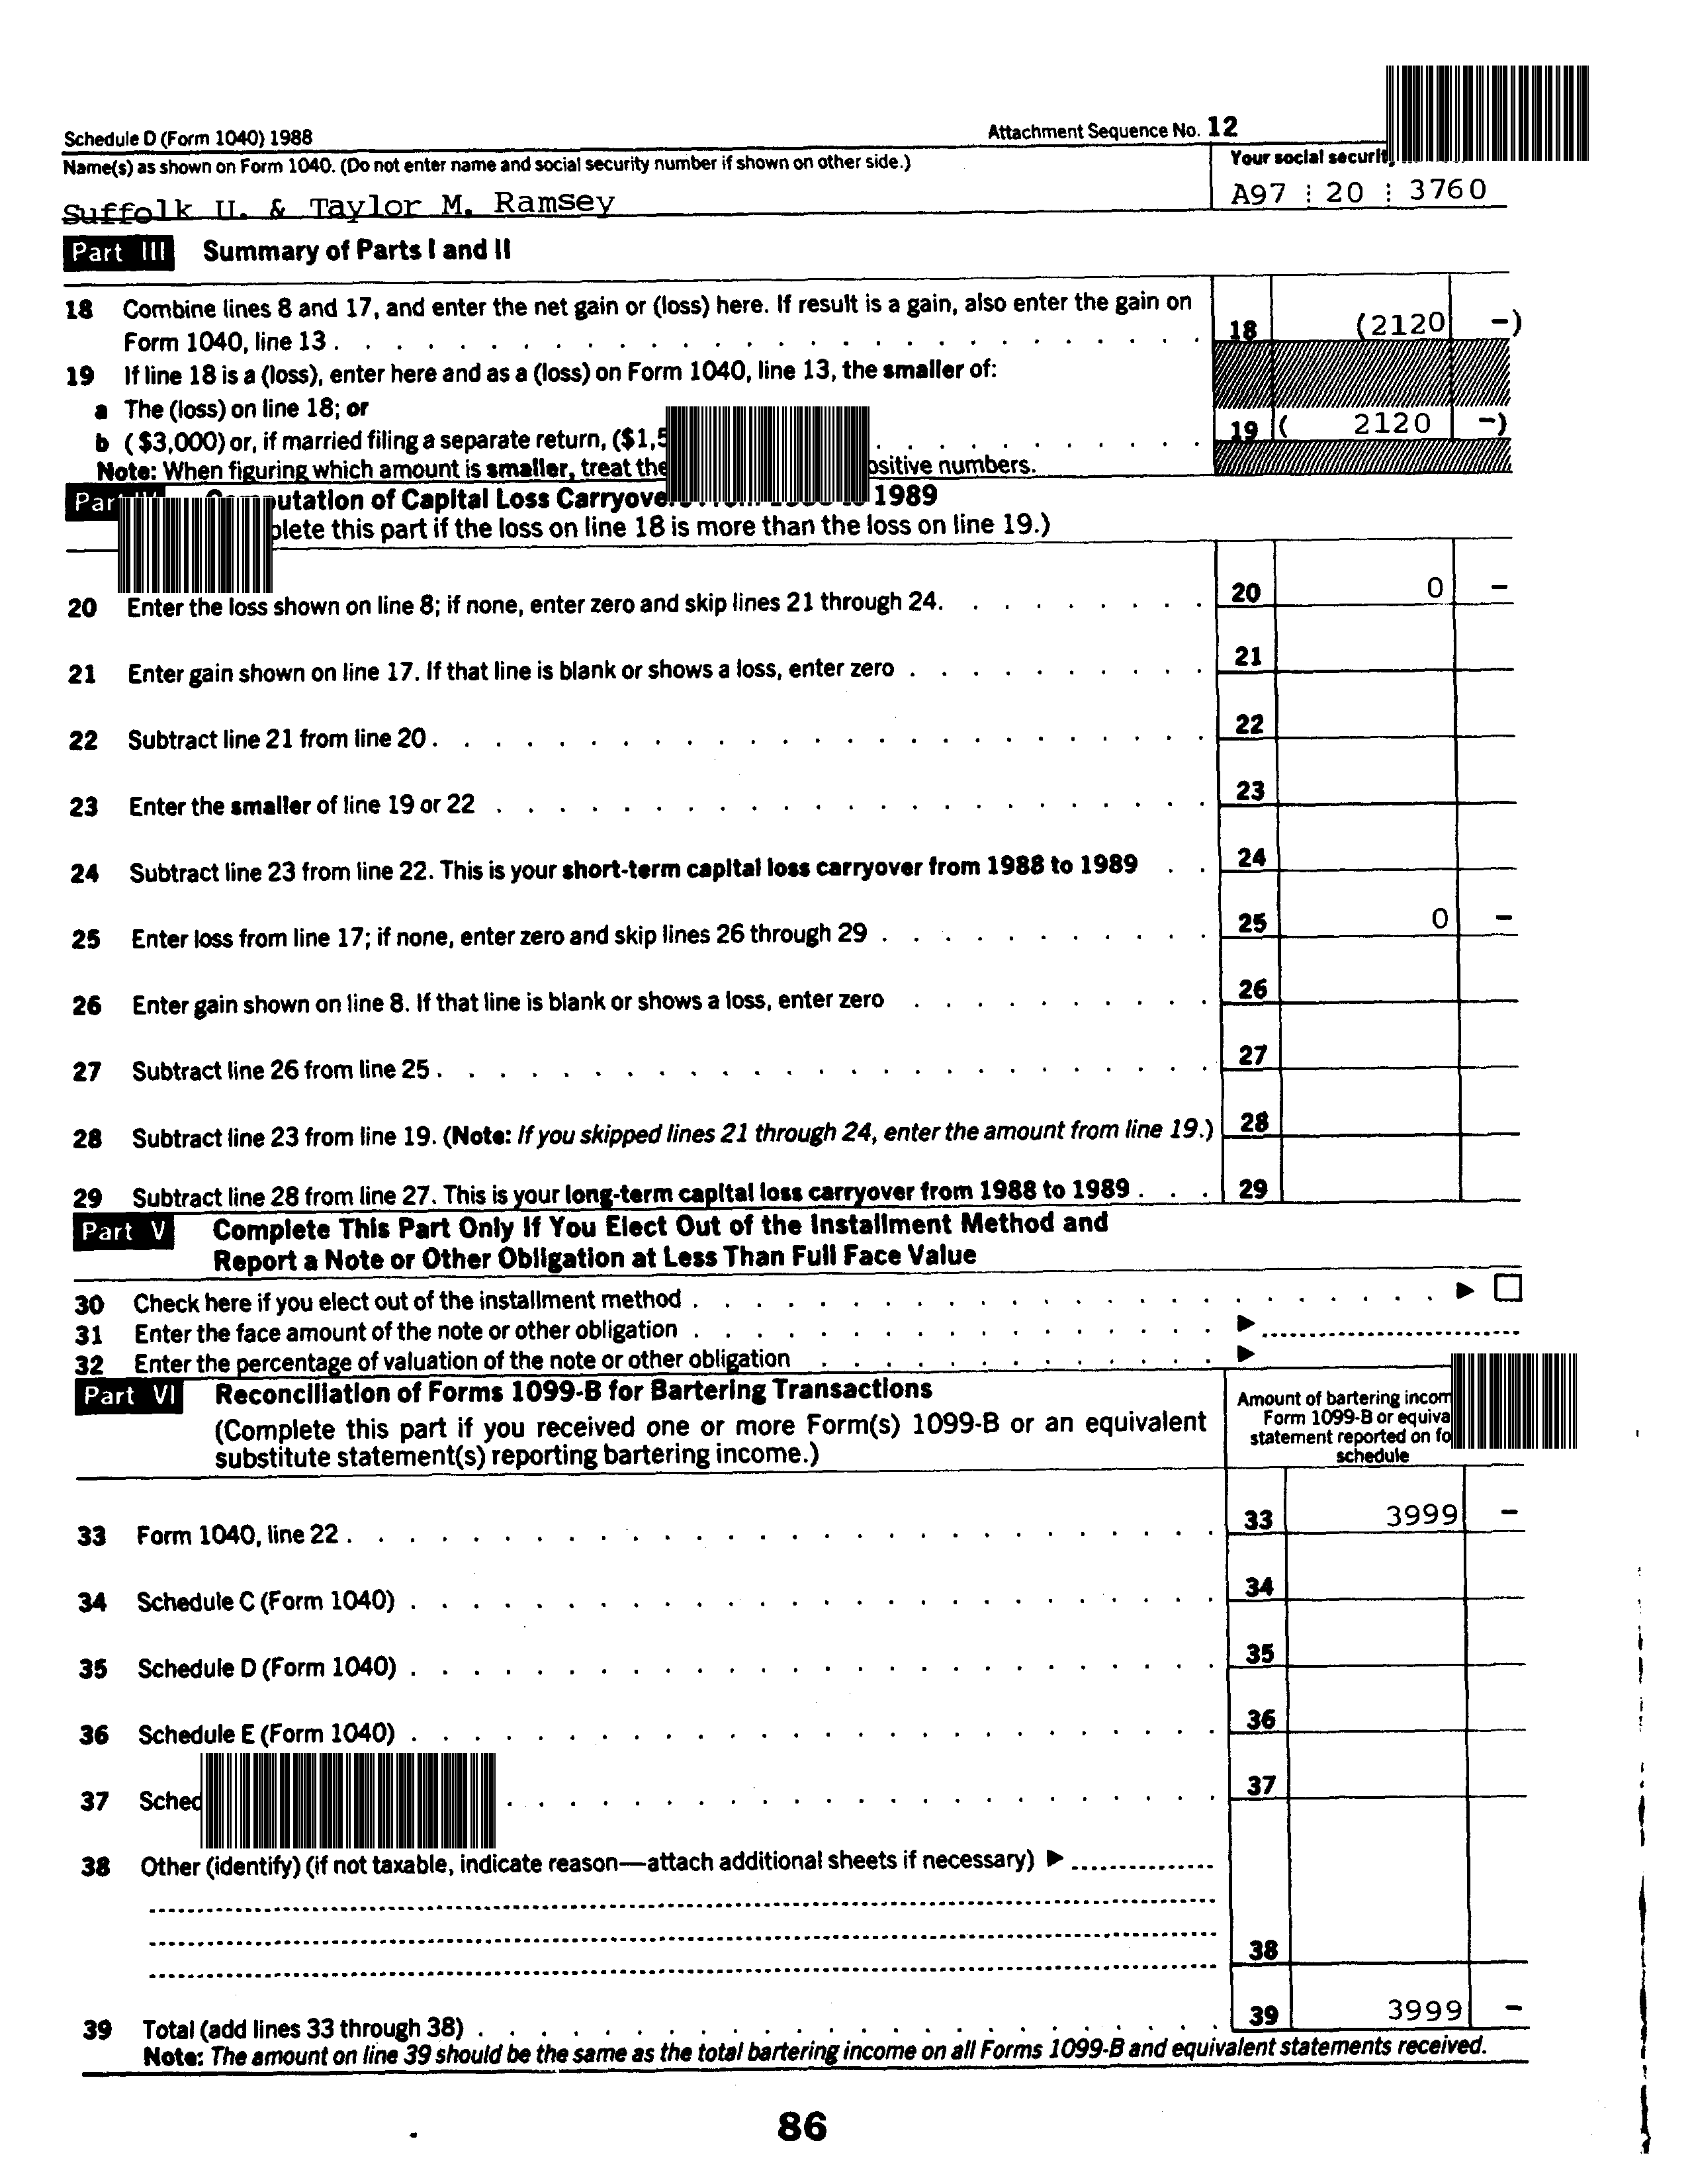 Schedule D (Form 1040) 1988
Attachment Sequence No. 12
Name(s) as shown on Form 1040. (Do not enter name and social security number if shown on other side.)
Your social
Suffolk U. & Taylor M. Ramsey
A97 20 3760
Part III Summary of Parts I and II
18 Combine lines 8 and 17, and enter the net gain or (loss) here. If result is a gain, also enter the gain on
Form 1040, line 13 . . . 18 (2120 –)
19 If line 18 is a (loss), enter here and as a (loss) on Form 1040, line 13, the smaller of:
a The (loss) on line 18; or
b ($3,000) or, if married filing a separate return, . . . 19 ( 2120 –)
Note: When figuring which amount is smaller, treat the numbers.
of Capital Loss 1989
this part if the loss on line 18 is more than the loss on line 19.)
20 Enter the loss shown on line 8; if none, enter zero and skip lines 21 through 24. . . . 20 0 –
21 Enter gain shown on line 17. If that line is blank or shows a loss, enter zero . . . 21
22 Subtract line 21 from line 20 . . . 22
23 Enter the smaller of line 19 or 22 . . . 23
24 Subtract line 23 from line 22. This is your short-term capital loss carryover from 1988 to 1989 . . 24
25 Enter loss from line 17; if none, enter zero and skip lines 26 through 29 . . . 25 0 –
26 Enter gain shown on line 8. If that line is blank or shows a loss, enter zero . . . 26
27 Subtract line 26 from line 25 . . . 27
28 Subtract line 23 from line 19. (Note: If you skipped lines 21 through 24, enter the amount from line 19.) 28
29 Subtract line 28 from line 27. This is your long-term capital loss carryover from 1988 to 1989 . . . 29
Part V Complete This Part Only If You Elect Out of the Installment Method and
Report a Note or Other Obligation at Less Than Full Face Value
30 Check here if you elect out of the installment method . . . ▶ ☐
31 Enter the face amount of the note or other obligation . . . ▶
32 Enter the percentage of valuation of the note or other obligation . . . ▶
Part VI Reconciliation of Forms 1099-B for Bartering Transactions
(Complete this part if you received one or more Form(s) 1099-B or an equivalent
substitute statement(s) reporting bartering income.)
Amount of bartering
Form 1099-B or
statement reported on
schedule
33 Form 1040, line 22 . . . 33 3999 –
34 Schedule C (Form 1040) . . . 34
35 Schedule D (Form 1040) . . . 35
36 Schedule E (Form 1040) . . . 36
37 . . . 37
38 Other (identify) (if not taxable, indicate reason—attach additional sheets if necessary) ▶
38
39 Total (add lines 33 through 38) . . . 39 3999 –
Note: The amount on line 39 should be the same as the total bartering income on all Forms 1099-B and equivalent statements received.
86